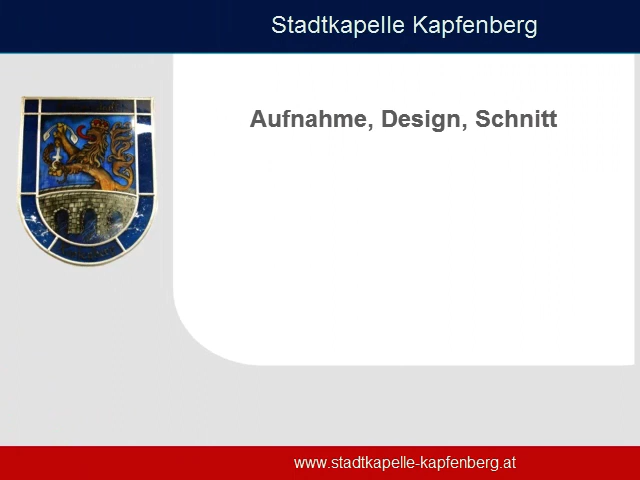 Stadtkapelle Kapfenberg
Aufnahme, Design, Schnitt
www.stadtkapelle-kapfenberg.at